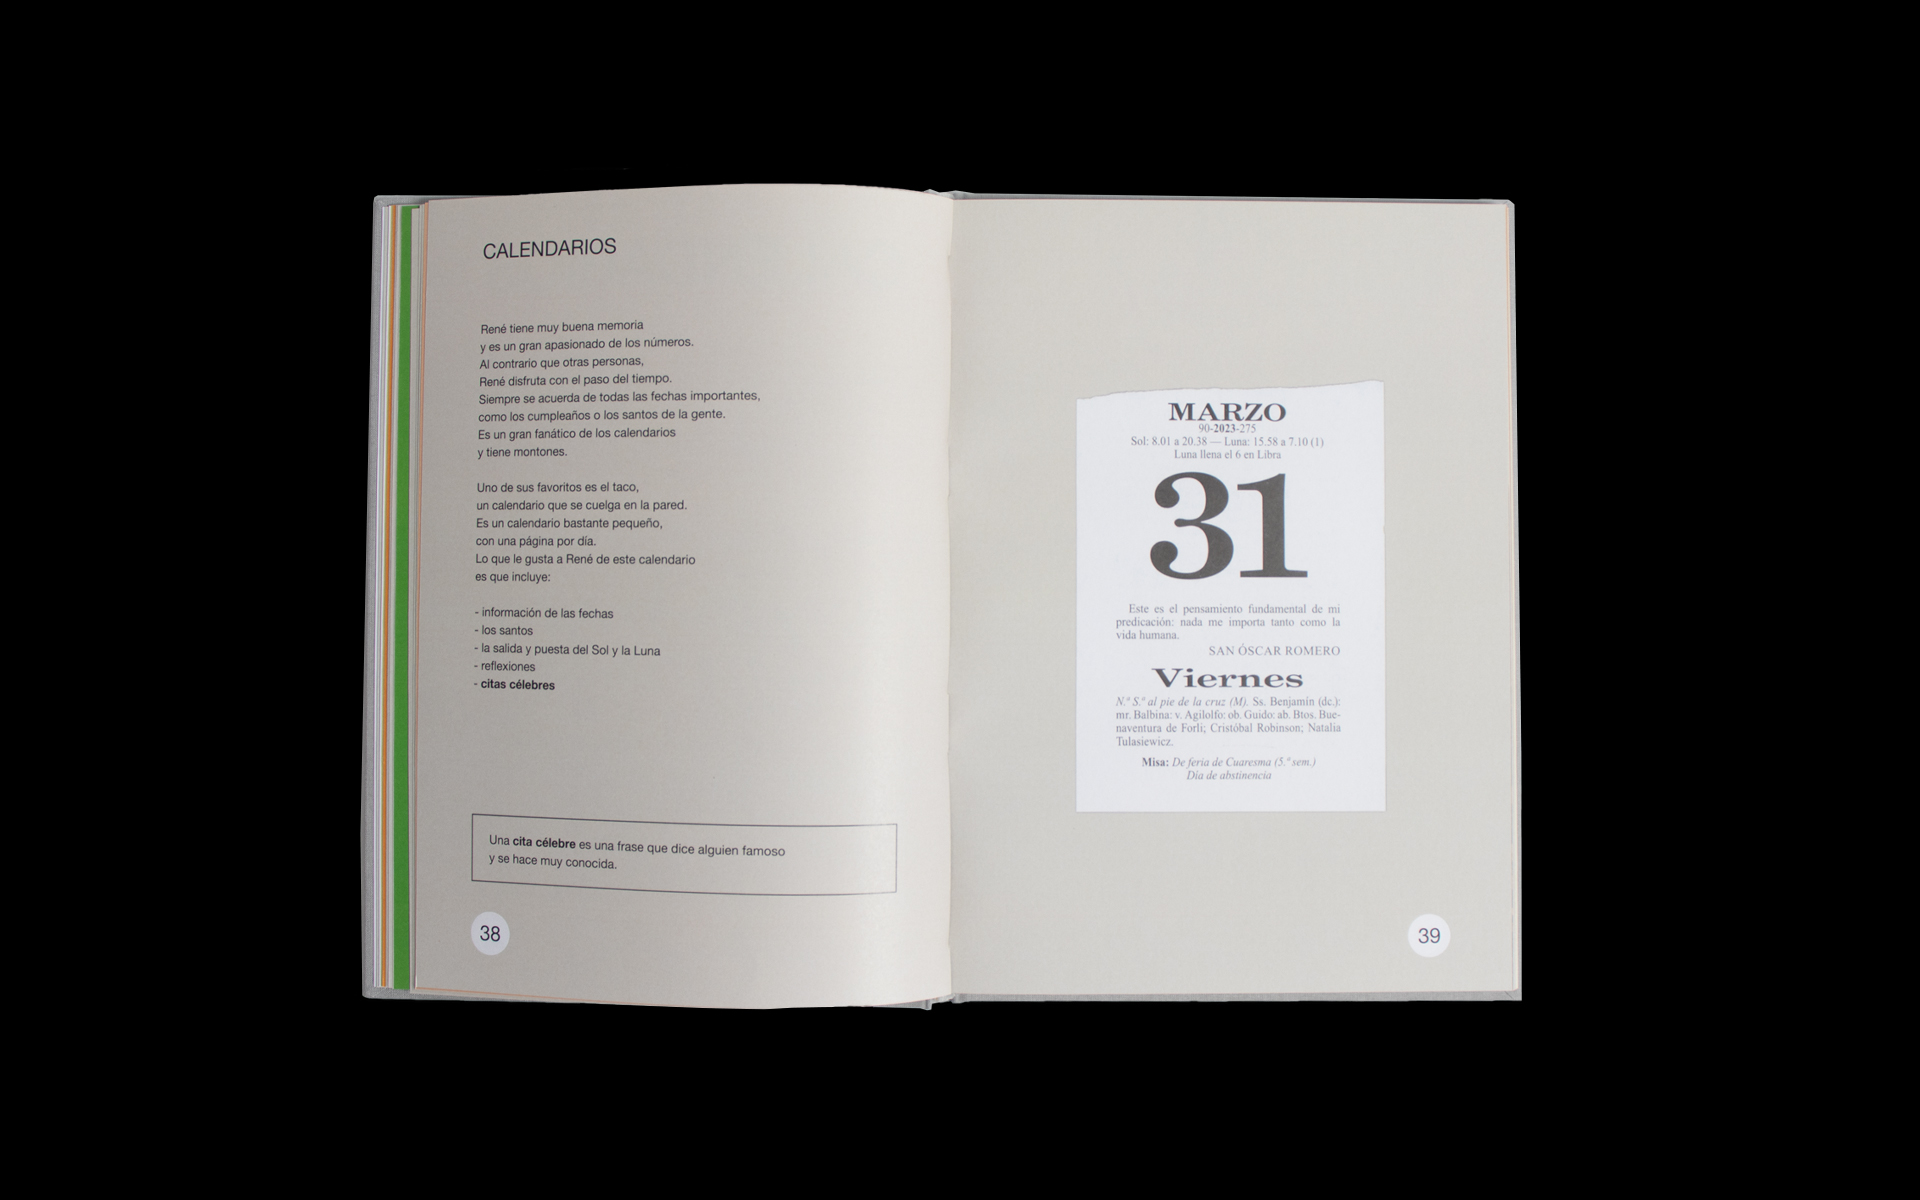 CALENDARIOS
René tiene muy buena memoria
y es un gran apasionado de los números.
Al contrario que otras personas,
René disfruta con el paso del tiempo.
Siempre se acuerda de todas las fechas importantes,
como los cumpleaños o los santos de la gente.
Es un gran fanático de los calendarios
y tiene montones.
Uno de sus favoritos es el taco,
un calendario que se cuelga en la pared.
Es un calendario bastante pequeño,
con una página por día.
Lo que le gusta a René de este calendario
es que incluye:
- información de las fechas
- los santos
- la salida y puesta del Sol y la Luna
- reflexiones
- citas célebres
Una cita célebre es una frase que dice alguien famoso
y se hace muy conocida.
38
MARZO
90-2023-275
Sol: 8.01 a 20.38 — Luna: 15.58 a 7.10 (1)
Luna llena el 6 en Libra
31
Este es el pensamiento fundamental de mi
predicación: nada me importa tanto como la
vida humana.
SAN ÓSCAR ROMERO
Viernes
N.ª S.ª al pie de la cruz (M). Ss. Benjamín (dc.):
mr. Balbina: v. Agilolfo: ob. Guido: ab. Btos. Bue-
naventura de Forli; Cristóbal Robinson; Natalia
Tulasiewicz.
Misa: De feria de Cuaresma (5.ª sem.)
Día de abstinencia
39